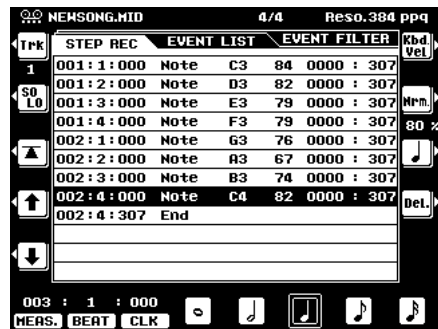 NEWSONG.MID 4/4 Reso.384 ppq
Trk STEP REC EVENT LIST EVENT FILTER Kbd. Vel
1
001:1:000 Note C3 84 0000 : 307
001:2:000 Note D3 82 0000 : 307
SO LO
001:3:000 Note E3 79 0000 : 307 Nrm.
001:4:000 Note F3 79 0000 : 307
80 %
002:1:000 Note G3 76 0000 : 307
002:2:000 Note A3 67 0000 : 307
002:3:000 Note B3 74 0000 : 307
002:4:000 Note C4 82 0000 : 307 Del.
002:4:307 End
003 : 1 : 000
MEAS. BEAT CLK